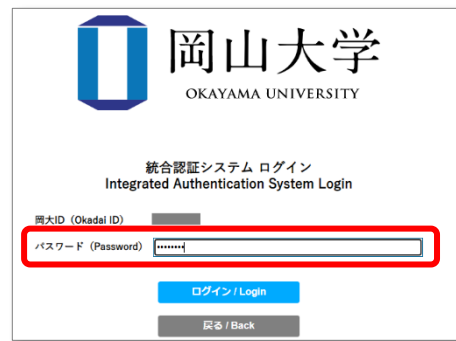 岡山大学
OKAYAMA UNIVERSITY
統合認証システム ログイン
Integrated Authentication System Login
岡大ID（Okadai ID）
パスワード（Password） ••••••••
ログイン / Login
戻る / Back